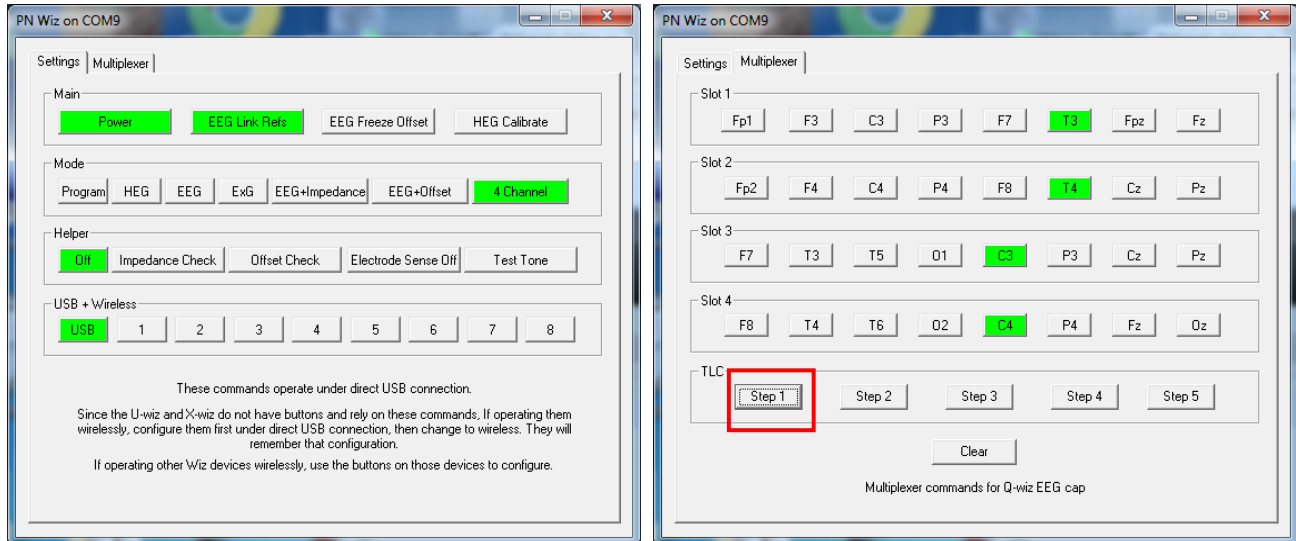 PN Wiz on COM9
Settings Multiplexer
Main
Power EEG Link Refs EEG Freeze Offset HEG Calibrate
Mode
Program HEG EEG ExG EEG+Impedance EEG+Offset 4 Channel
Helper
Off Impedance Check Offset Check Electrode Sense Off Test Tone
USB + Wireless
USB 1 2 3 4 5 6 7 8
These commands operate under direct USB connection.
Since the U-wiz and X-wiz do not have buttons and rely on these commands, If operating them
wirelessly, configure them first under direct USB connection, then change to wireless. They will
remember that configuration.
If operating other Wiz devices wirelessly, use the buttons on those devices to configure.
PN Wiz on COM9
Settings Multiplexer
Slot 1
Fp1 F3 C3 P3 F7 T3 Fpz Fz
Slot 2
Fp2 F4 C4 P4 F8 T4 Cz Pz
Slot 3
F7 T3 T5 O1 C3 P3 Cz Pz
Slot 4
F8 T4 T6 O2 C4 P4 Fz Oz
TLC
Step 1 Step 2 Step 3 Step 4 Step 5
Clear
Multiplexer commands for Q-wiz EEG cap